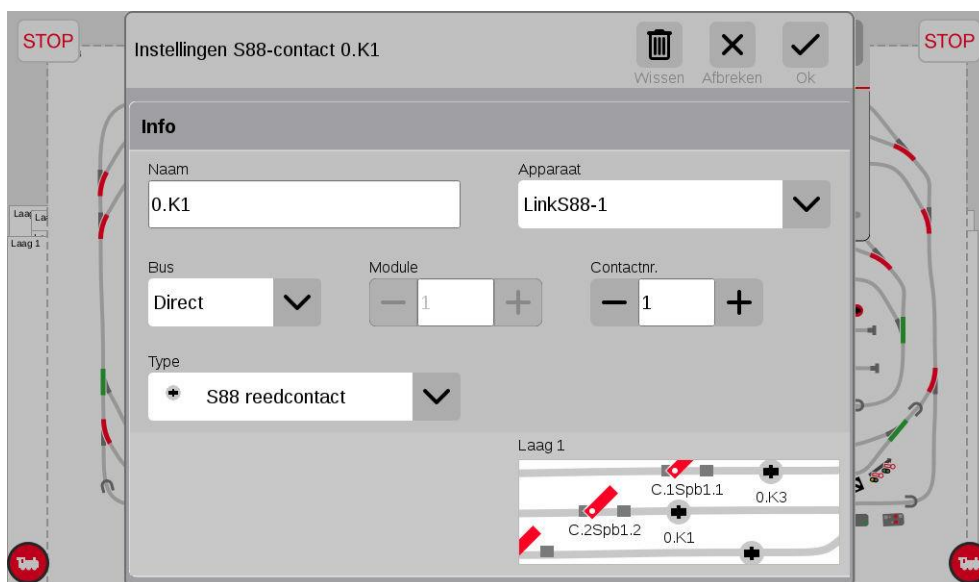 STOP
Instellingen S88-contact 0.K1
Wissen
Afbreken
Ok
STOP
Info
Naam
Apparaat
0.K1
LinkS88-1
Laag 1
Bus
Module
Contactnr.
Direct
1
1
Type
S88 reedcontact
Laag 1
C.1Spb1.1
0.K3
C.2Spb1.2
0.K1